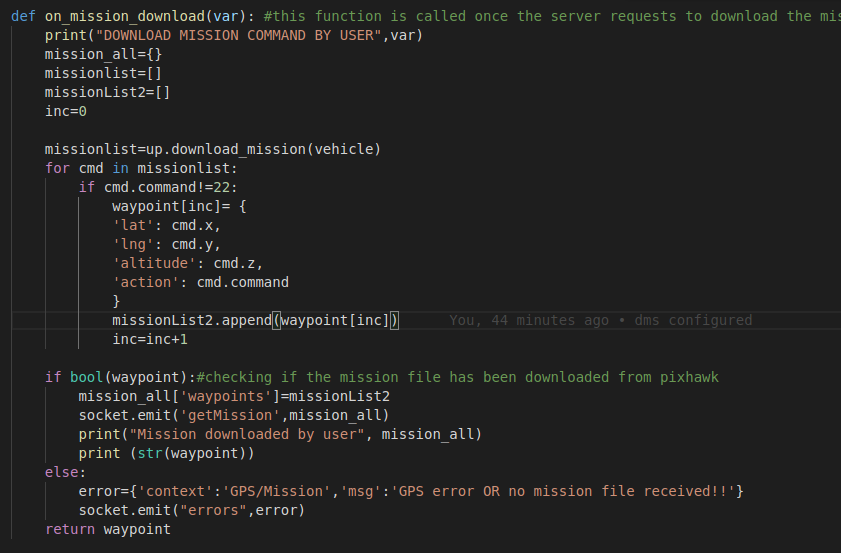 def on_mission_download(var): #this function is called once the server requests to download the
    print("DOWNLOAD MISSION COMMAND BY USER",var)
    mission_all={}
    missionlist=[]
    missionList2=[]
    inc=0
    missionlist=up.download_mission(vehicle)
    for cmd in missionlist:
        if cmd.command!=22:
            waypoint[inc]= {
            'lat': cmd.x,
            'lng': cmd.y,
            'altitude': cmd.z,
            'action': cmd.command
            }
            missionList2.append(waypoint[inc]) You, 44 minutes ago • dms configured
            inc=inc+1
    if bool(waypoint):#checking if the mission file has been downloaded from pixhawk
        mission_all['waypoints']=missionList2
        socket.emit('getMission',mission_all)
        print("Mission downloaded by user", mission_all)
        print (str(waypoint))
    else:
        error={'context':'GPS/Mission','msg':'GPS error OR no mission file received!!'}
        socket.emit("errors",error)
    return waypoint